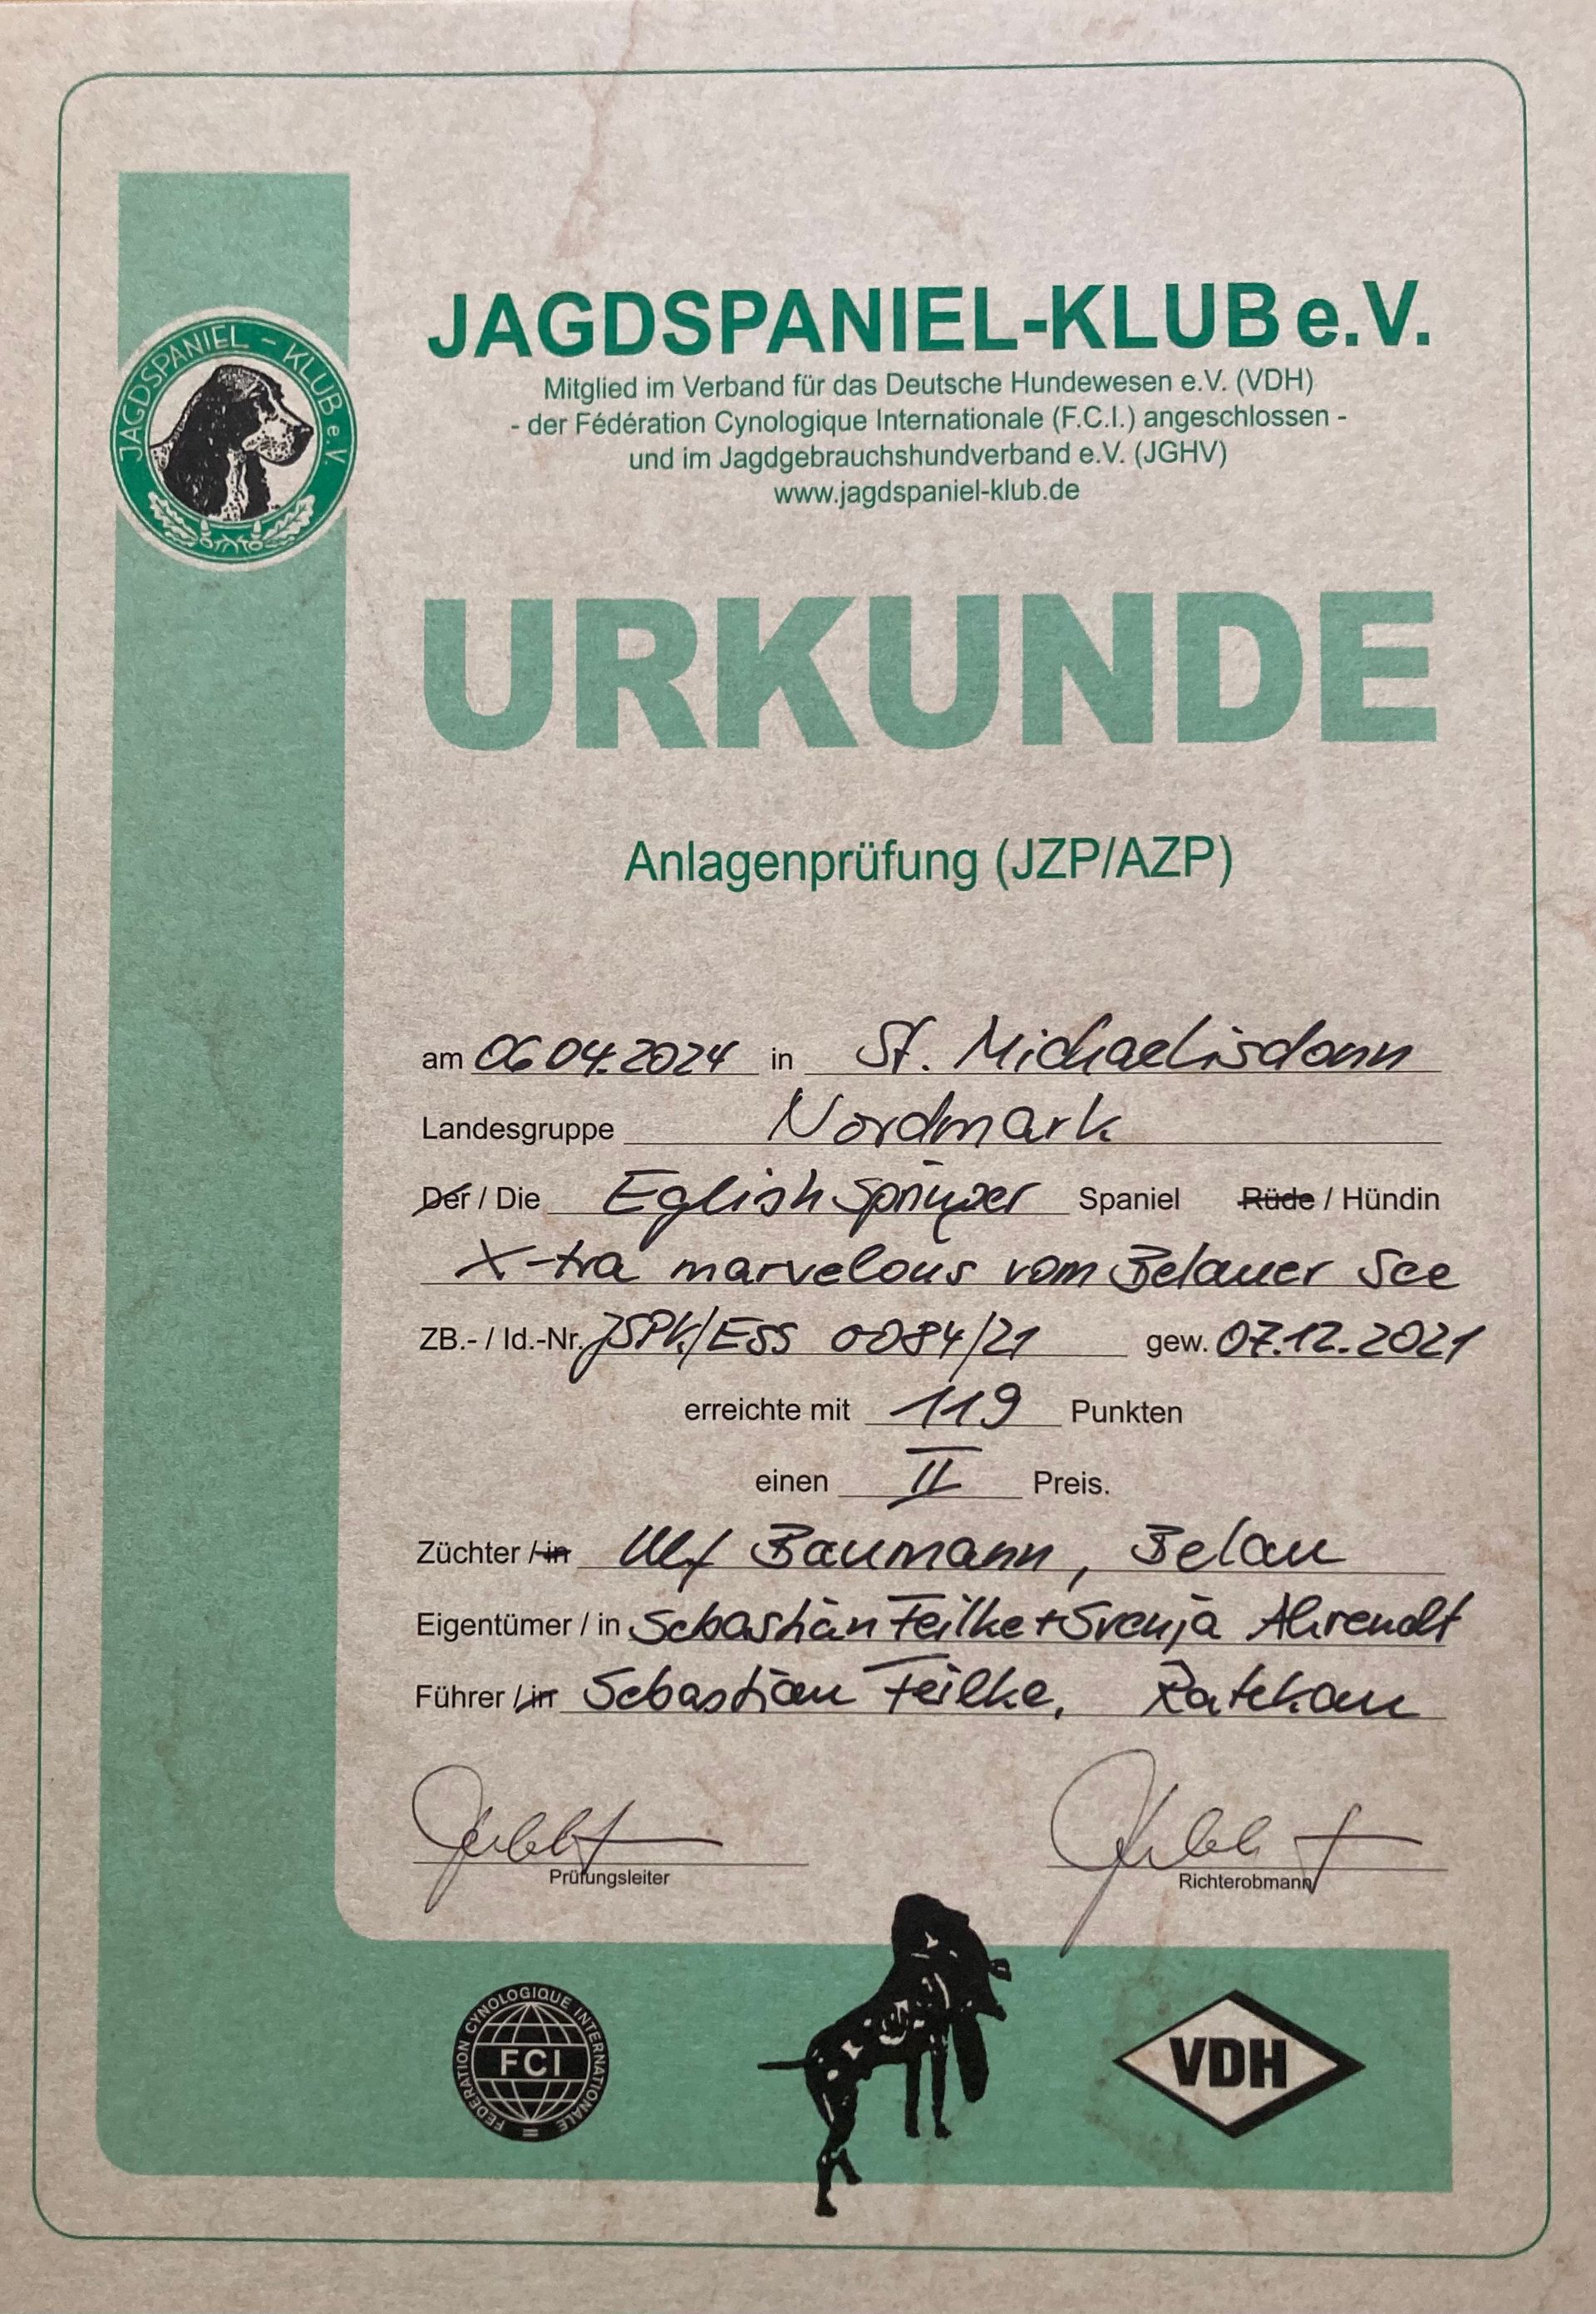 JAGDSPANIEL-KLUB e.V.
JAGDSPANIEL-KLUB e.V.
Mitglied im Verband für das Deutsche Hundewesen e.V. (VDH)
- der Fédération Cynologique Internationale (F.C.I.) angeschlossen -
und im Jagdgebrauchshundverband e.V. (JGHV)
www.jagdspaniel-klub.de
URKUNDE
Anlagenprüfung (JZP/AZP)
am 06 04.2024 in St. Michaelisdonn
Landesgruppe Nordmark
Der / Die Eglish Springer Spaniel Rüde / Hündin
X-tra marvelous vom Belauer See
ZB.- / Id.-Nr. JSPK/ESS 0084/21 gew. 07.12.2021
erreichte mit 119 Punkten
einen II Preis.
Züchter /in Ulf Baumann, Belau
Eigentümer / in Sebastian Feilke + Svenja Ahrendt
Führer /in Sebastian Feilke, Ratekau
Prüfungsleiter Richterobmann
FEDERATION CYNOLOGIQUE INTERNATIONALE
FCI
VDH